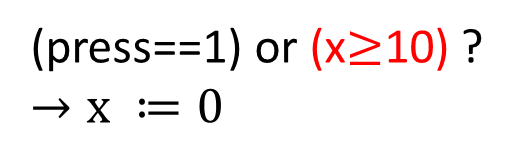 (press==1) or (x≥10) ?
→ x := 0